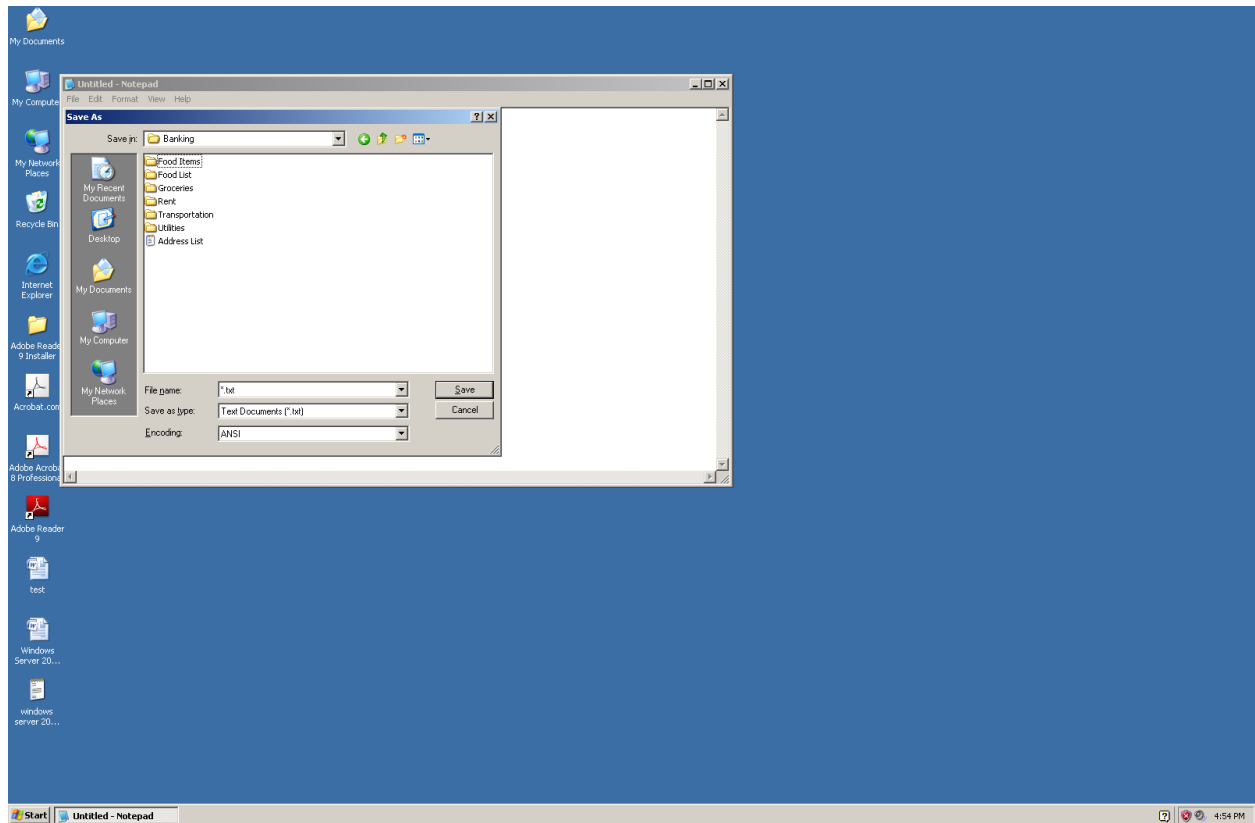 My Documents
My Compute
My Network
Places
Recycle Bin
Internet
Explorer
Adobe Reade
9 Installer
Acrobat.com
Adobe Acroba
8 Professiona
Adobe Reader
9
test
Windows
Server 20...
windows
server 20...
Untitled - Notepad
File Edit Format View Help
Save As
Save in: Banking
My Recent
Documents
Desktop
My Documents
My Computer
My Network
Places
Food Items
Food List
Groceries
Rent
Transportation
Utilities
Address List
File name: *.txt Save
Save as type: Text Documents (*.txt) Cancel
Encoding: ANSI
Start Untitled - Notepad 4:54 PM